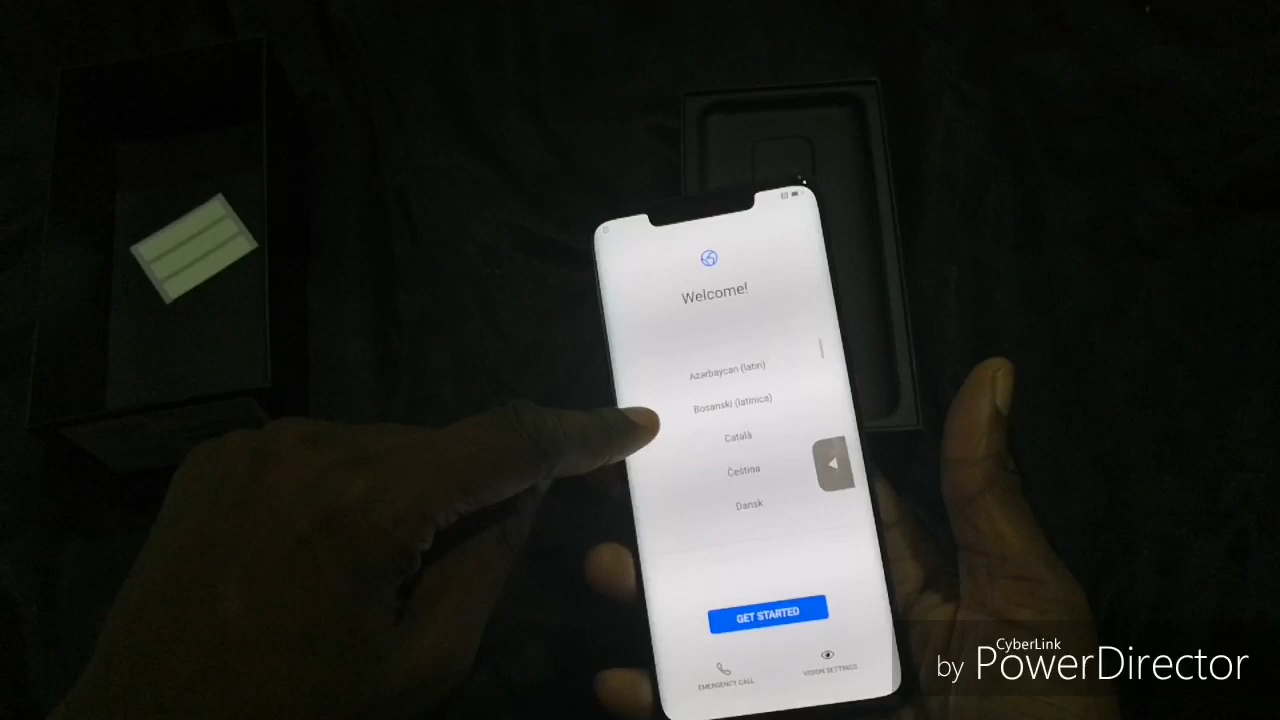 Welcome!
Azərbaycan (latın)
Bosanski (latinica)
Català
Čeština
Dansk
GET STARTED
EMERGENCY CALL
VISION SETTINGS
CyberLink
by PowerDirector